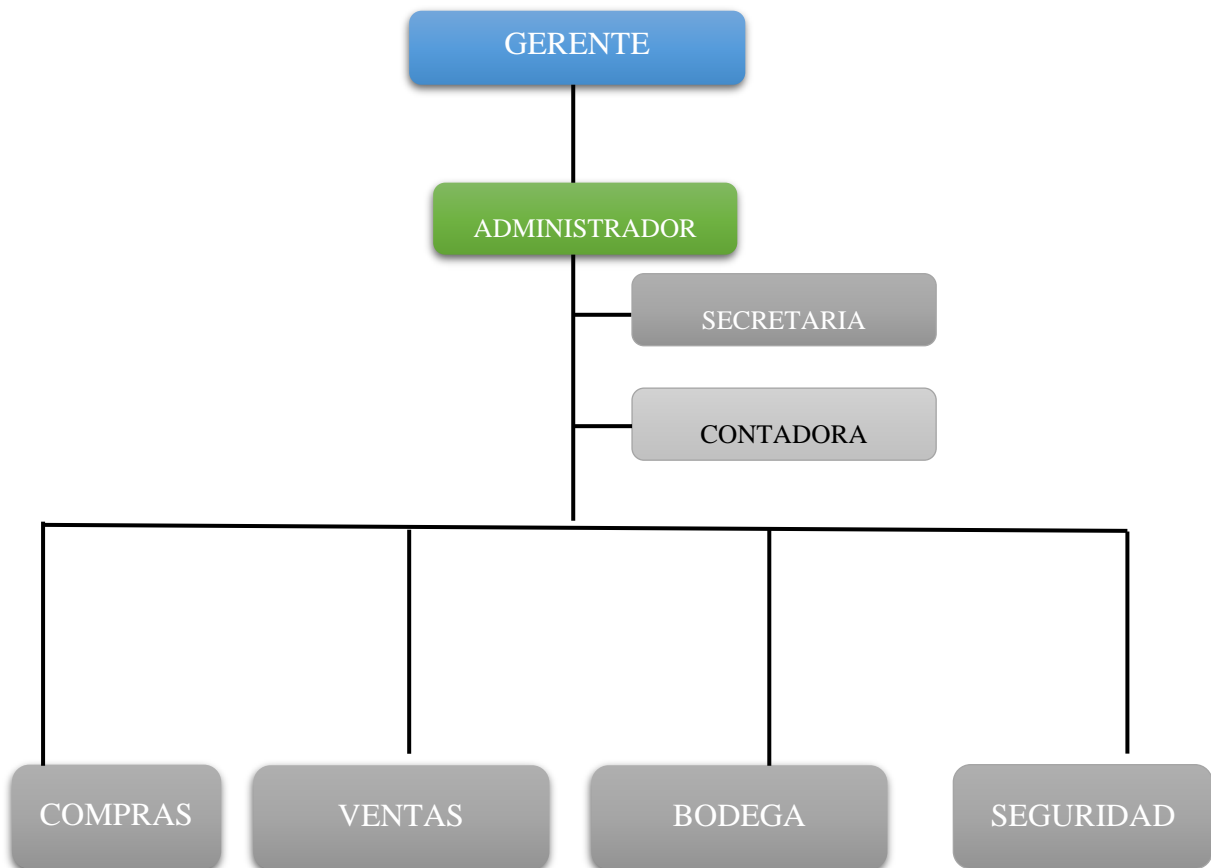 GERENTE
ADMINISTRADOR
SECRETARIA
CONTADORA
COMPRAS
VENTAS
BODEGA
SEGURIDAD